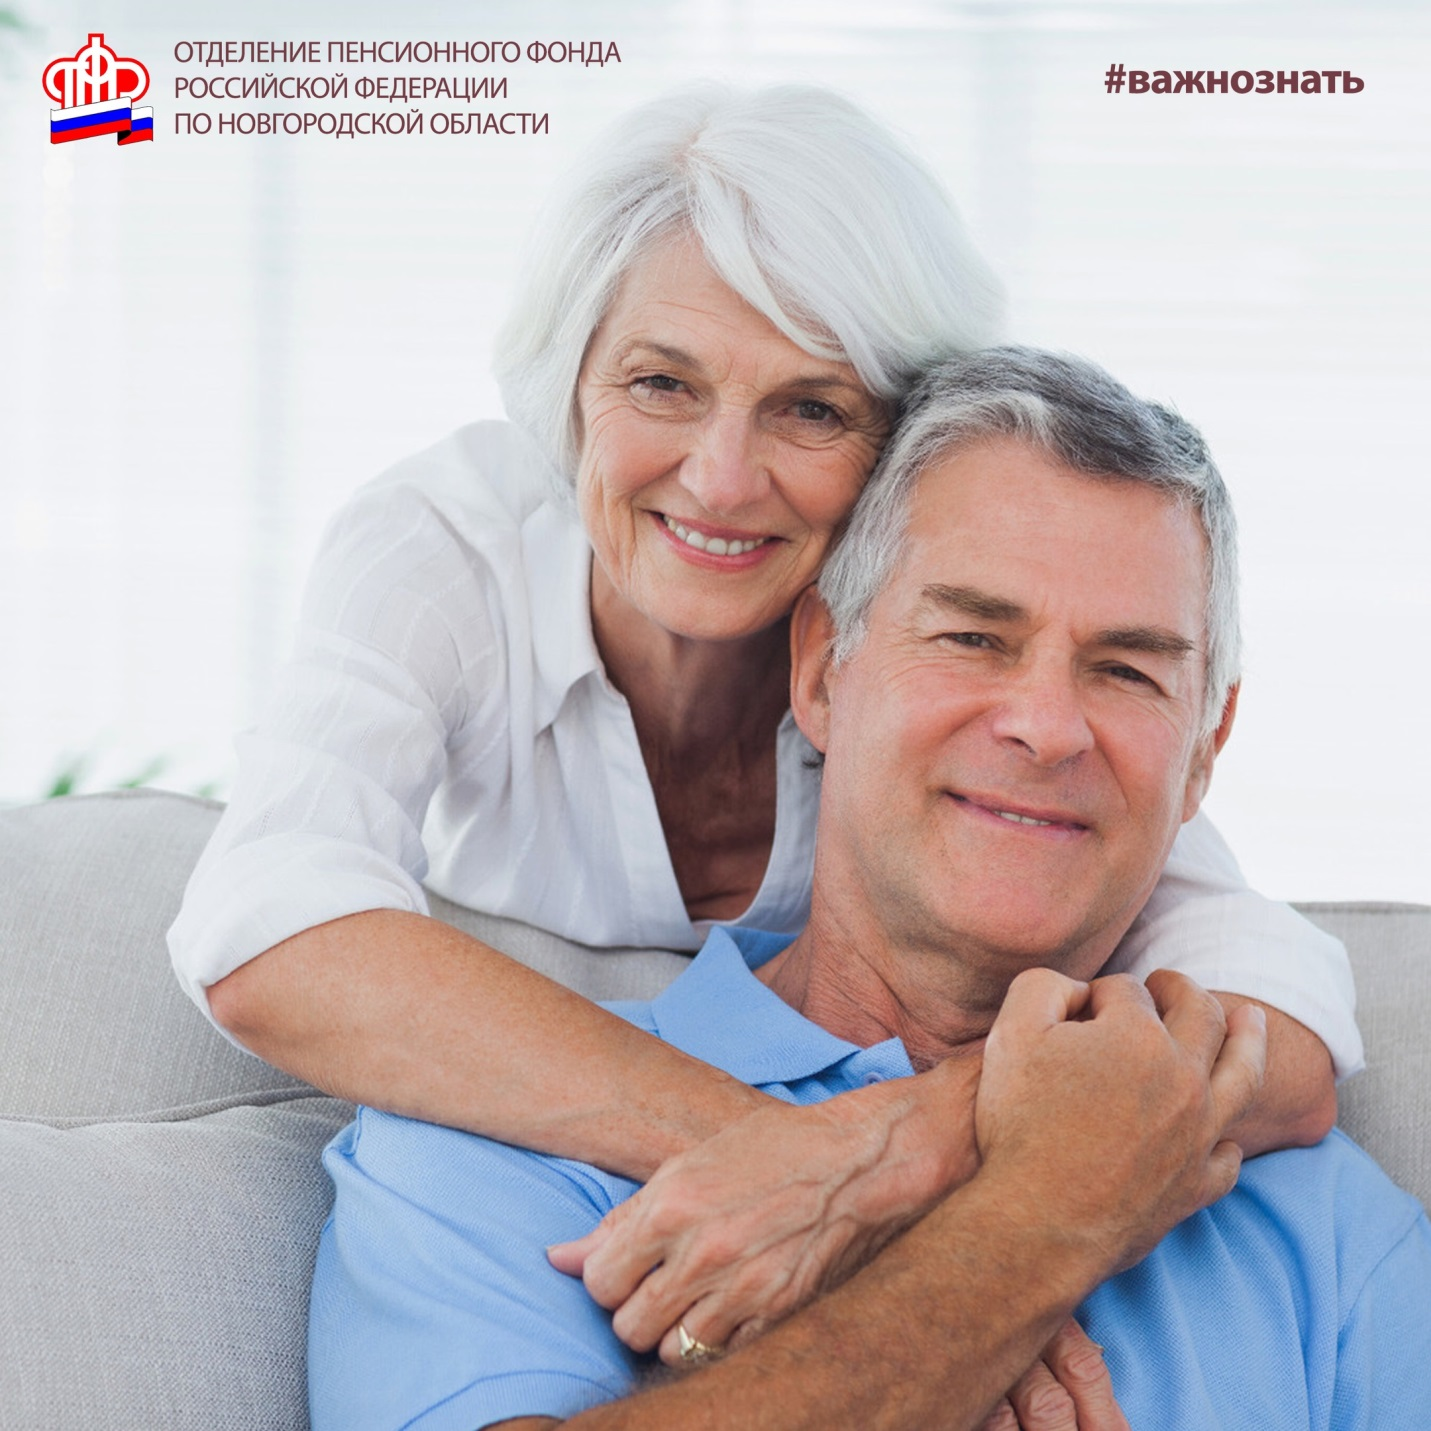 ОТДЕЛЕНИЕ ПЕНСИОННОГО ФОНДА
РОССИЙСКОЙ ФЕДЕРАЦИИ
ПО НОВГОРОДСКОЙ ОБЛАСТИ
#важнознать